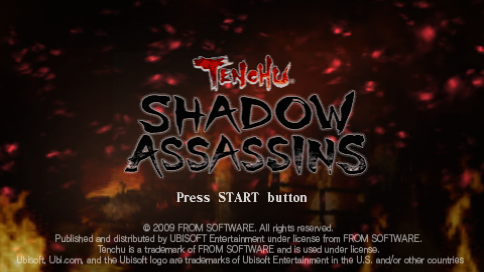 TENCHU
SHADOW
ASSASSINS
Press START button
© 2009 FROM SOFTWARE. All rights reserved.
Published and distributed by UBISOFT Entertainment under license from FROM SOFTWARE.
Tenchu is a trademark of FROM SOFTWARE and is used under license.
Ubisoft, Ubi.com, and the Ubisoft logo are trademarks of Ubisoft Entertainment in the U.S. and/or other countries